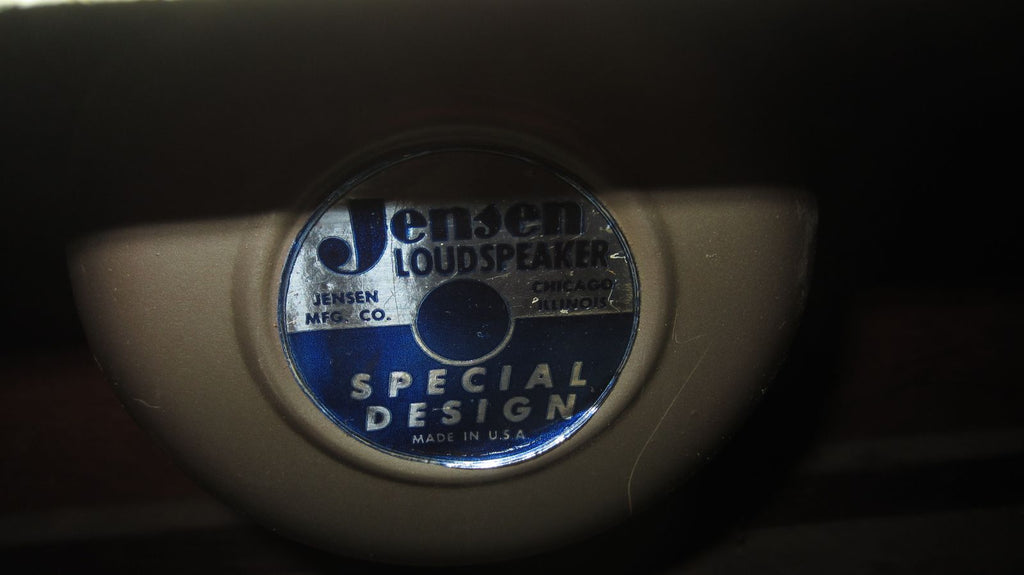 Jensen
LOUDSPEAKER
JENSEN
MFG. CO.
CHICAGO
ILLINOIS
SPECIAL
DESIGN
MADE IN U.S.A.